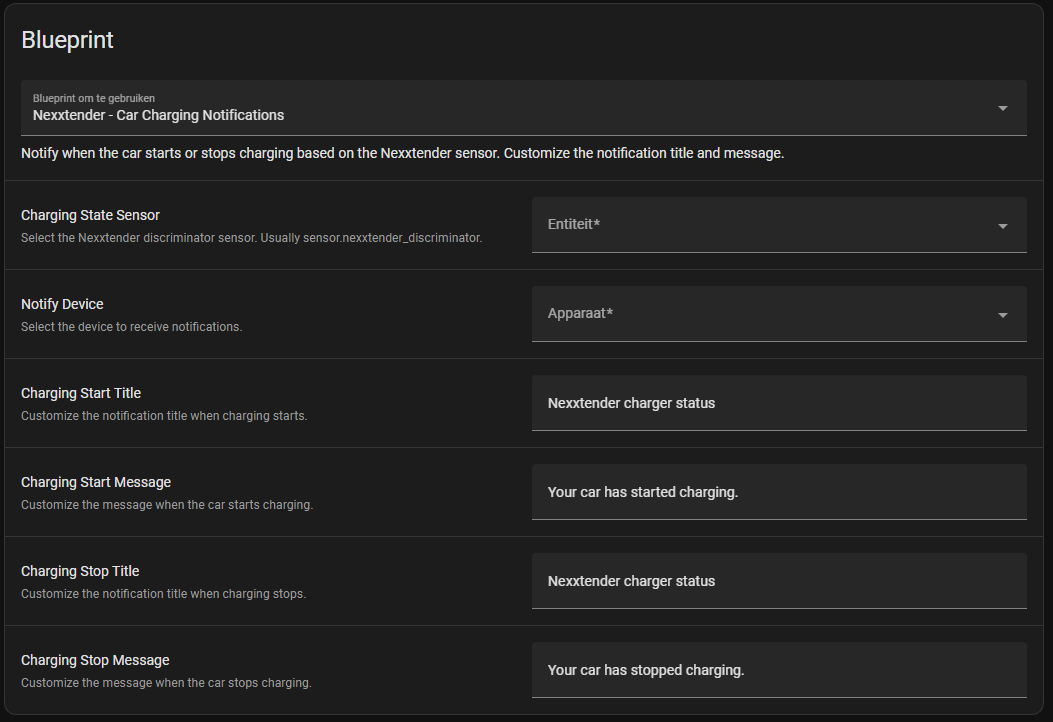 Blueprint
Blueprint om te gebruiken
Nexxtender - Car Charging Notifications
Notify when the car starts or stops charging based on the Nexxtender sensor. Customize the notification title and message.
Charging State Sensor
Select the Nexxtender discriminator sensor. Usually sensor.nexxtender_discriminator.
Entiteit*
Notify Device
Select the device to receive notifications.
Apparaat*
Charging Start Title
Customize the notification title when charging starts.
Nexxtender charger status
Charging Start Message
Customize the message when the car starts charging.
Your car has started charging.
Charging Stop Title
Customize the notification title when charging stops.
Nexxtender charger status
Charging Stop Message
Customize the message when the car stops charging.
Your car has stopped charging.